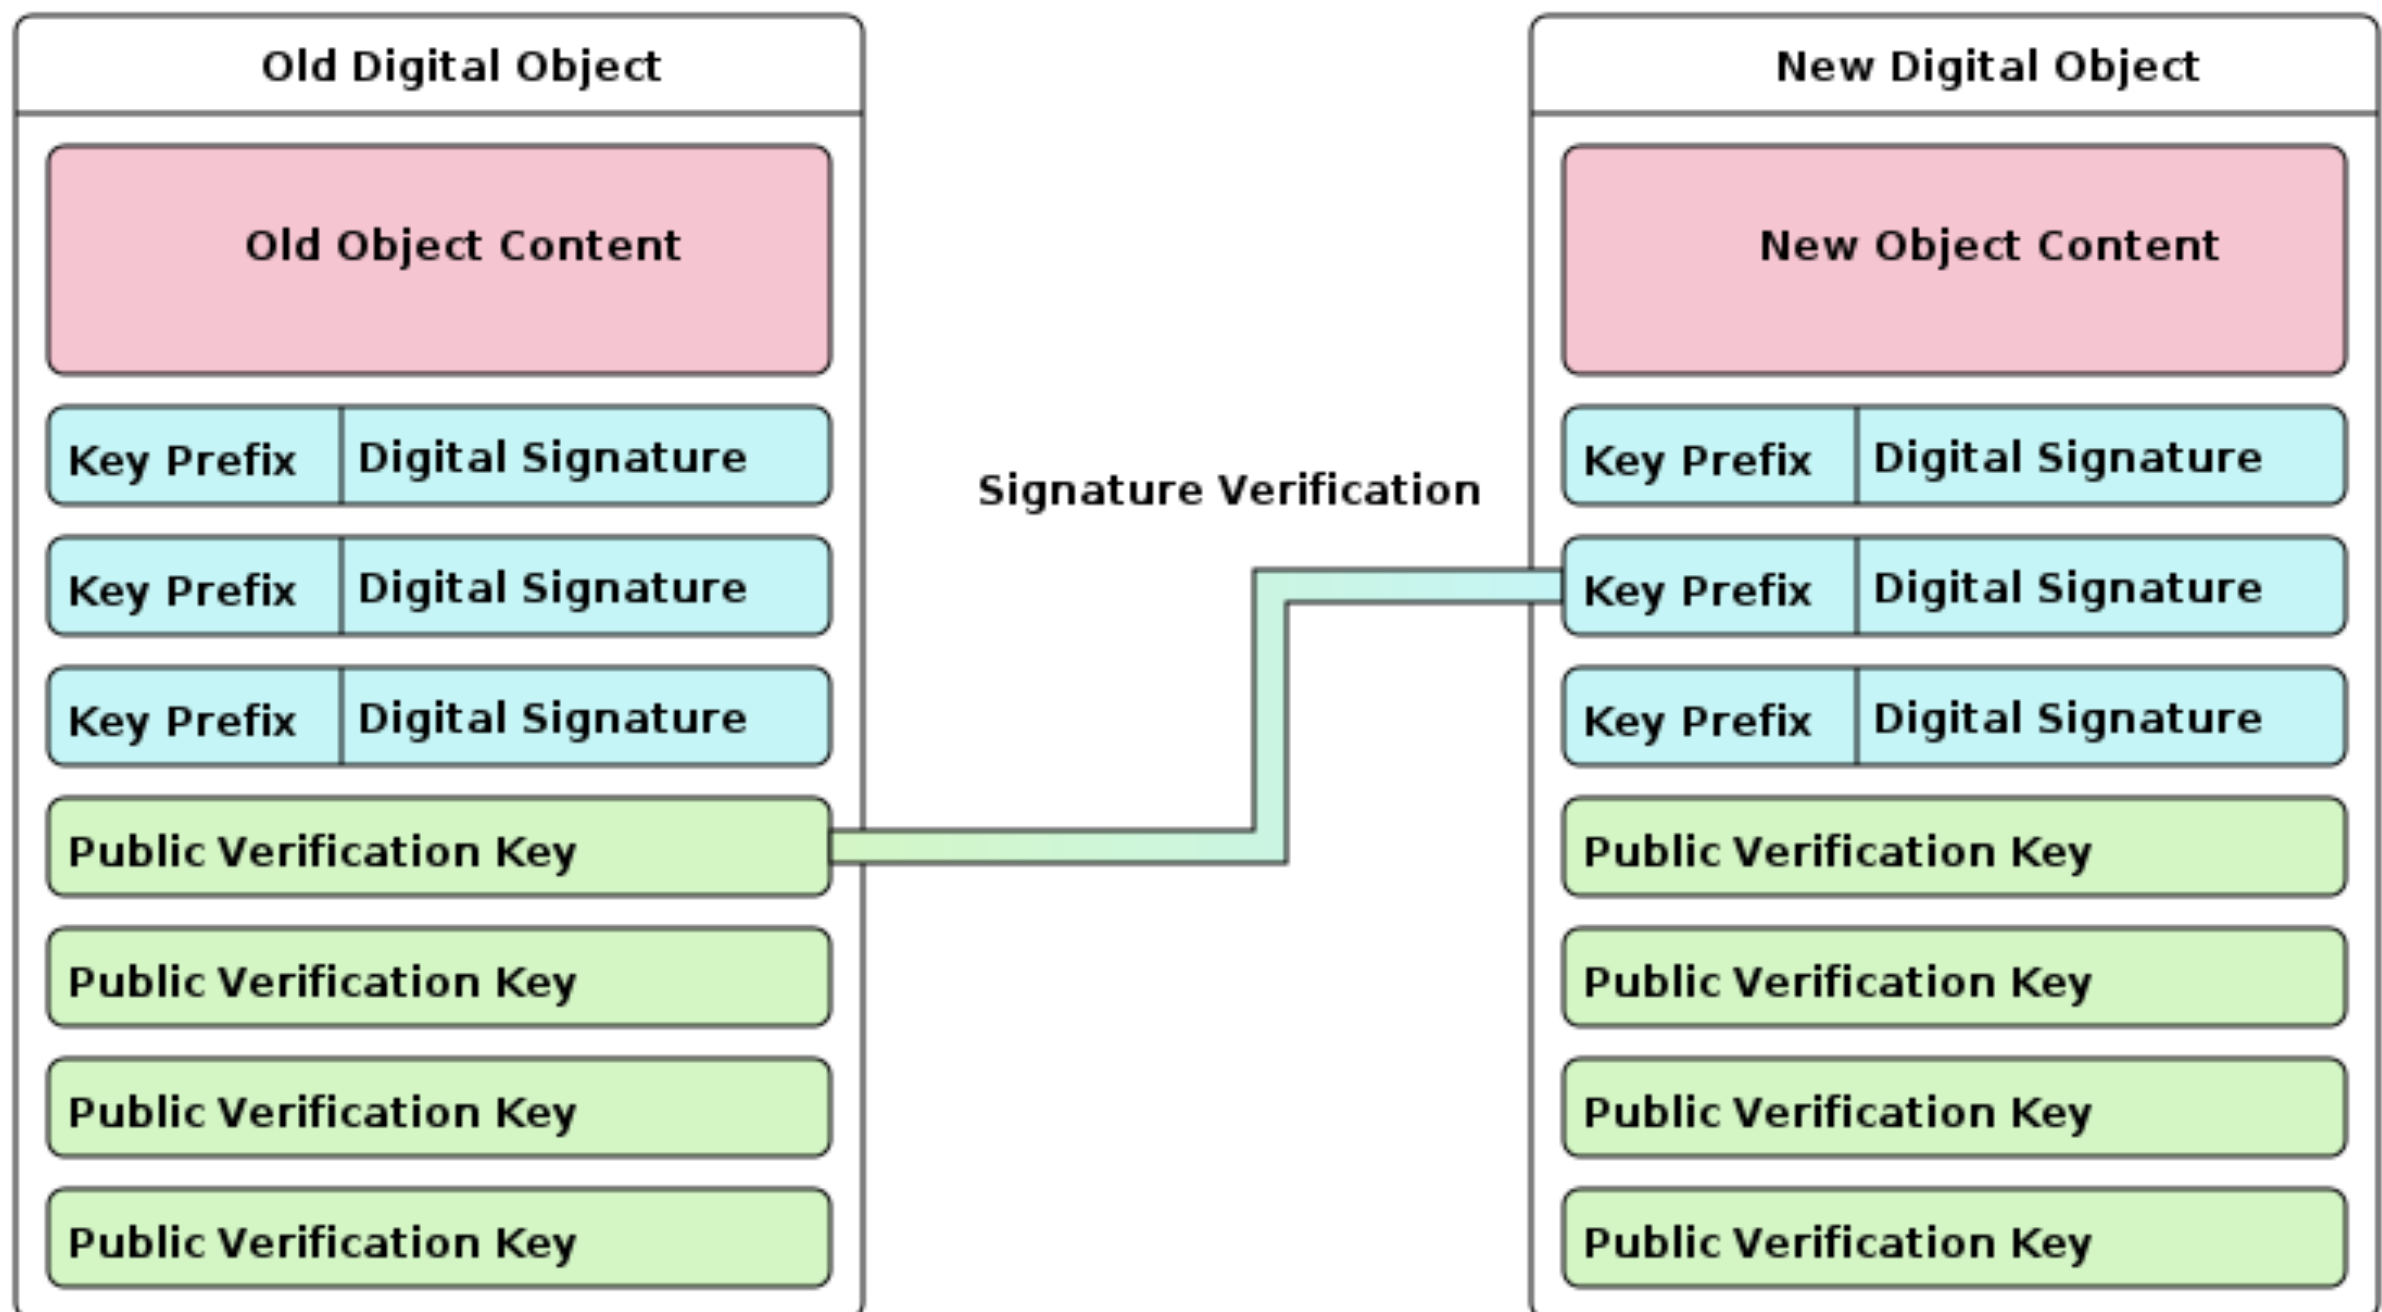 Old Digital Object
Old Object Content
Key Prefix Digital Signature
Key Prefix Digital Signature
Key Prefix Digital Signature
Public Verification Key
Public Verification Key
Public Verification Key
Public Verification Key
Signature Verification
New Digital Object
New Object Content
Key Prefix Digital Signature
Key Prefix Digital Signature
Key Prefix Digital Signature
Public Verification Key
Public Verification Key
Public Verification Key
Public Verification Key